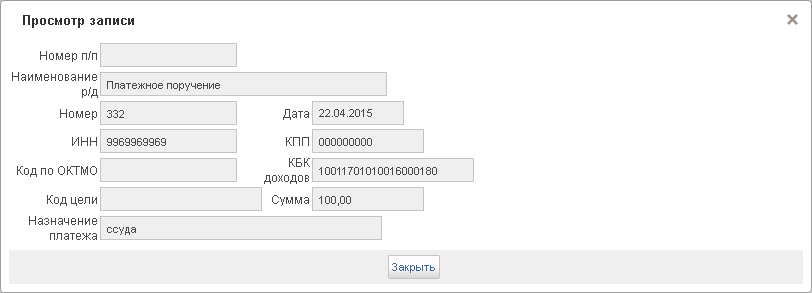 Просмотр записи
Номер п/п
Наименование р/д Платежное поручение
Номер 332 Дата 22.04.2015
ИНН 9969969969 КПП 000000000
Код по ОКТМО КБК доходов 10011701010016000180
Код цели Сумма 100,00
Назначение платежа ссуда
Закрыть